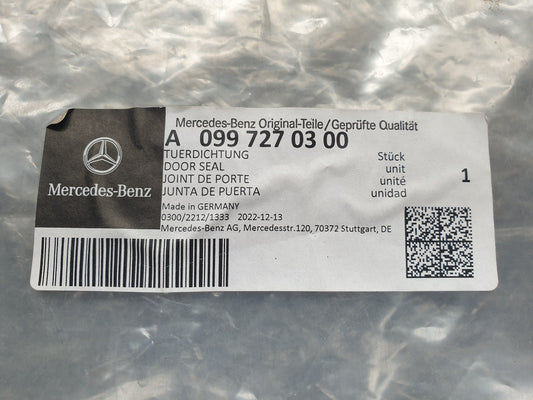 Mercedes-Benz
Mercedes-Benz Original-Teile/Geprüfte Qualität
A 099 727 03 00
TUERDICHTUNG Stück
DOOR SEAL unit
JOINT DE PORTE unité 1
JUNTA DE PUERTA unidad
Made in GERMANY
0300/2212/1333 2022-12-13
Mercedes-Benz AG, Mercedesstr.120, 70372 Stuttgart, DE